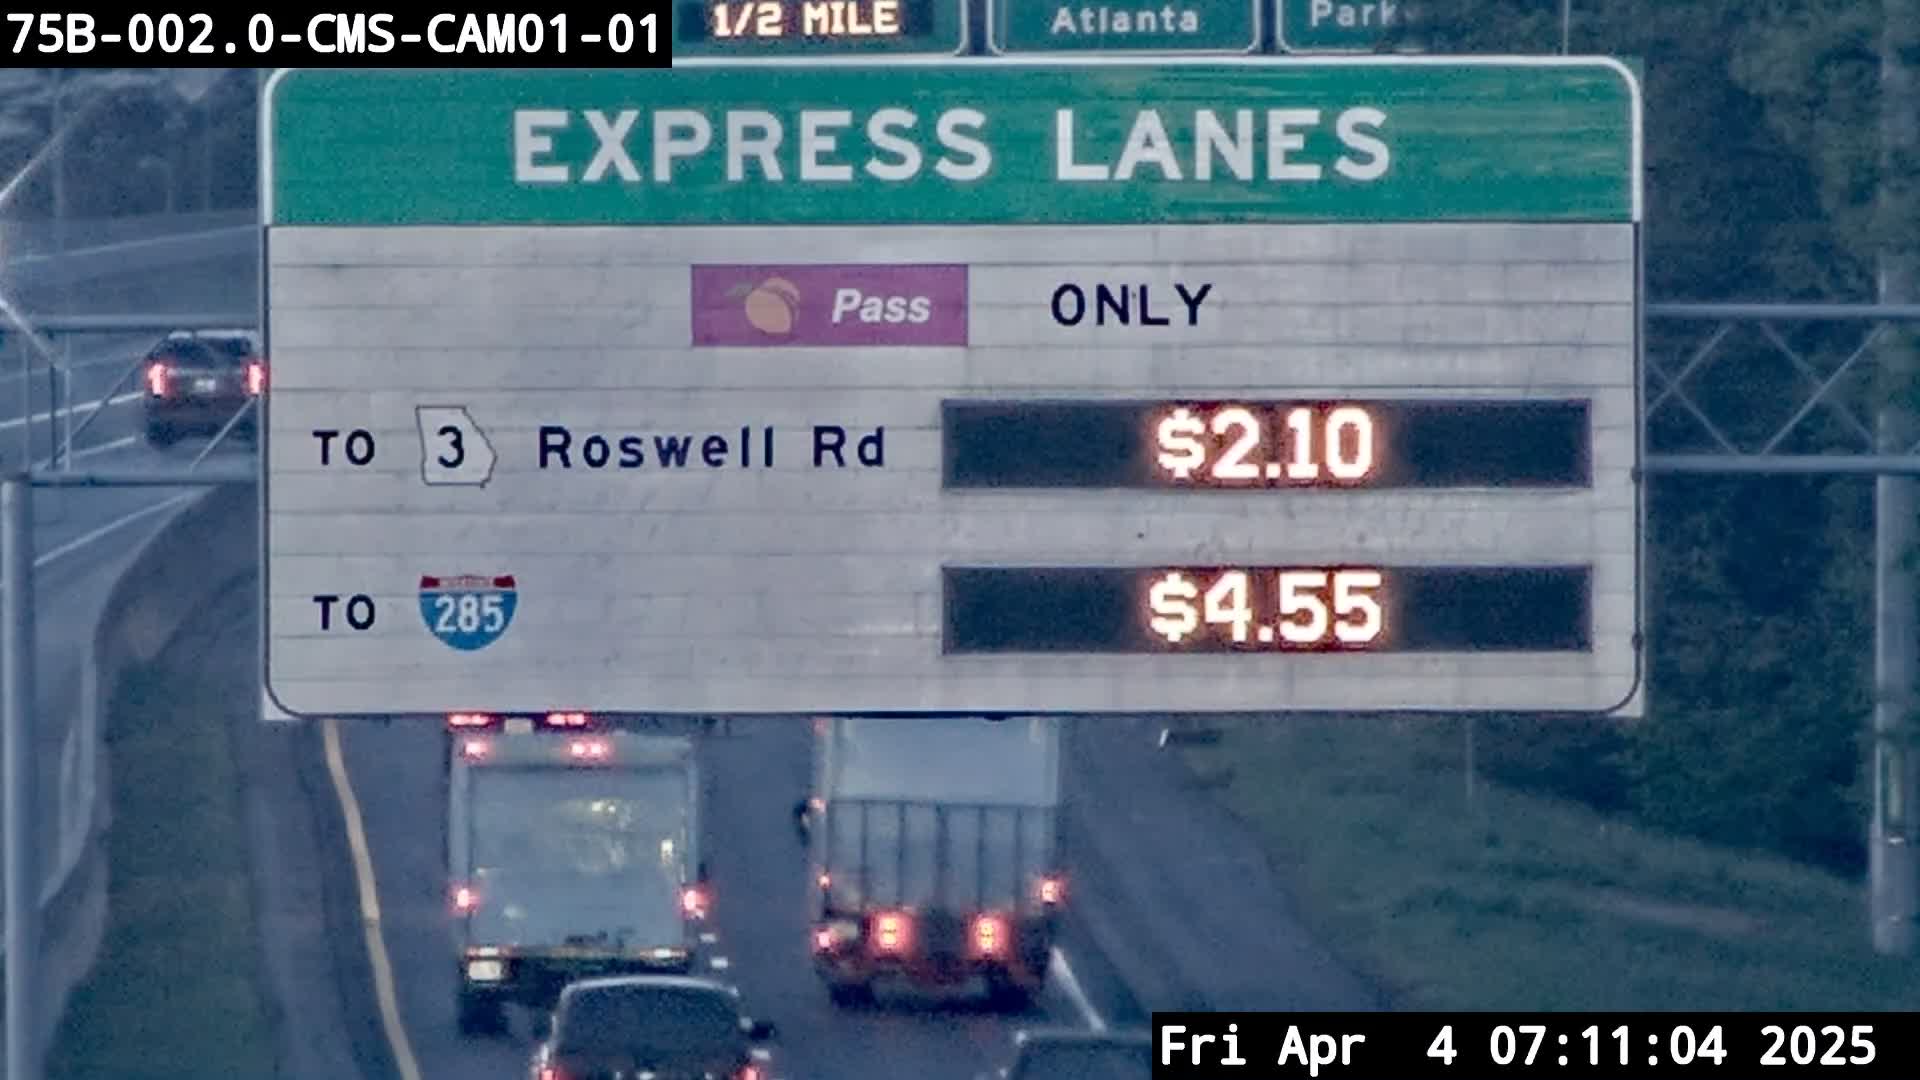 75B-002.0-CMS-CAM01-01
1/2 MILE
Atlanta
Park
EXPRESS LANES
Pass ONLY
TO 3 Roswell Rd $2.10
TO 285 $4.55
Fri Apr 4 07:11:04 2025